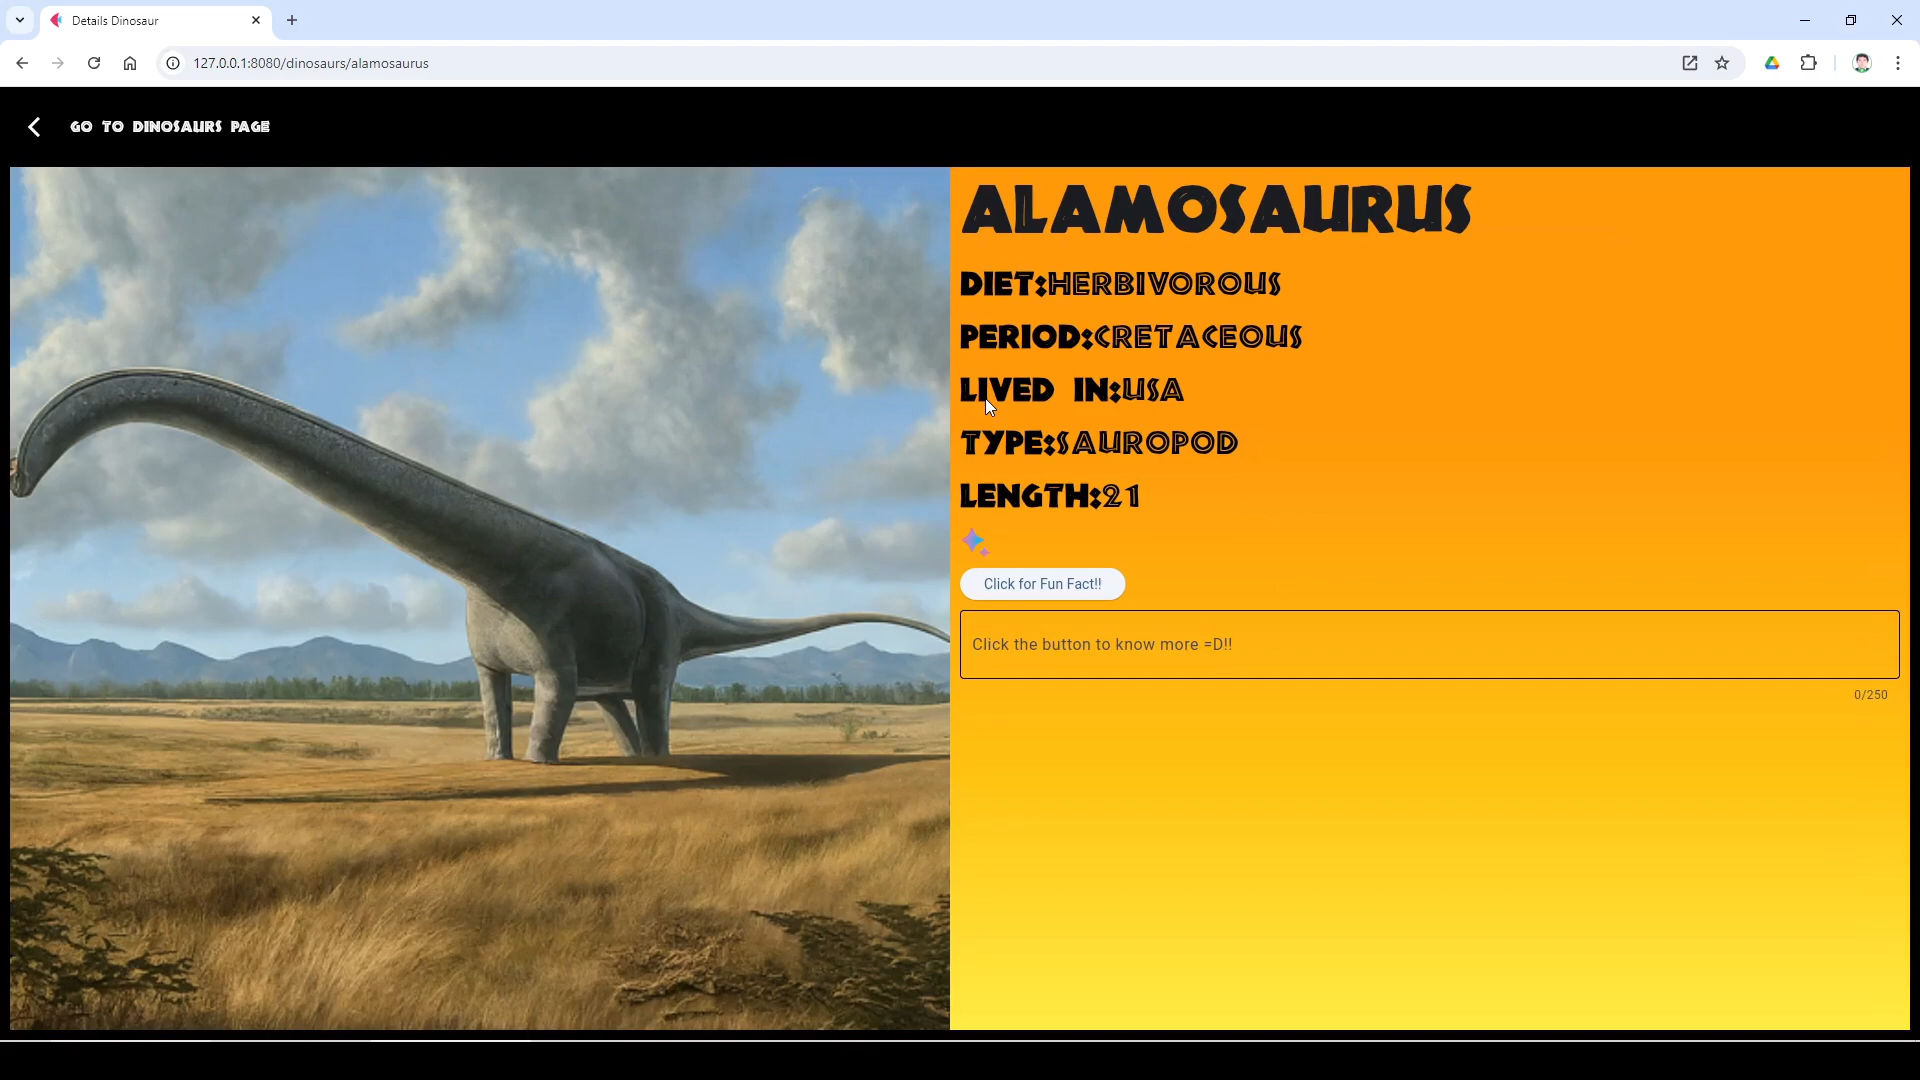 Details Dinosaur
127.0.0.1:8080/dinosaurs/alamosaurus
GO TO DINOSAURS PAGE
ALAMOSAURUS
DIET:HERBIVOROUS
PERIOD:CRETACEOUS
LIVED IN:USA
TYPE:SAUROPOD
LENGTH:21
Click for Fun Fact!!
Click the button to know more =D!!
0/250